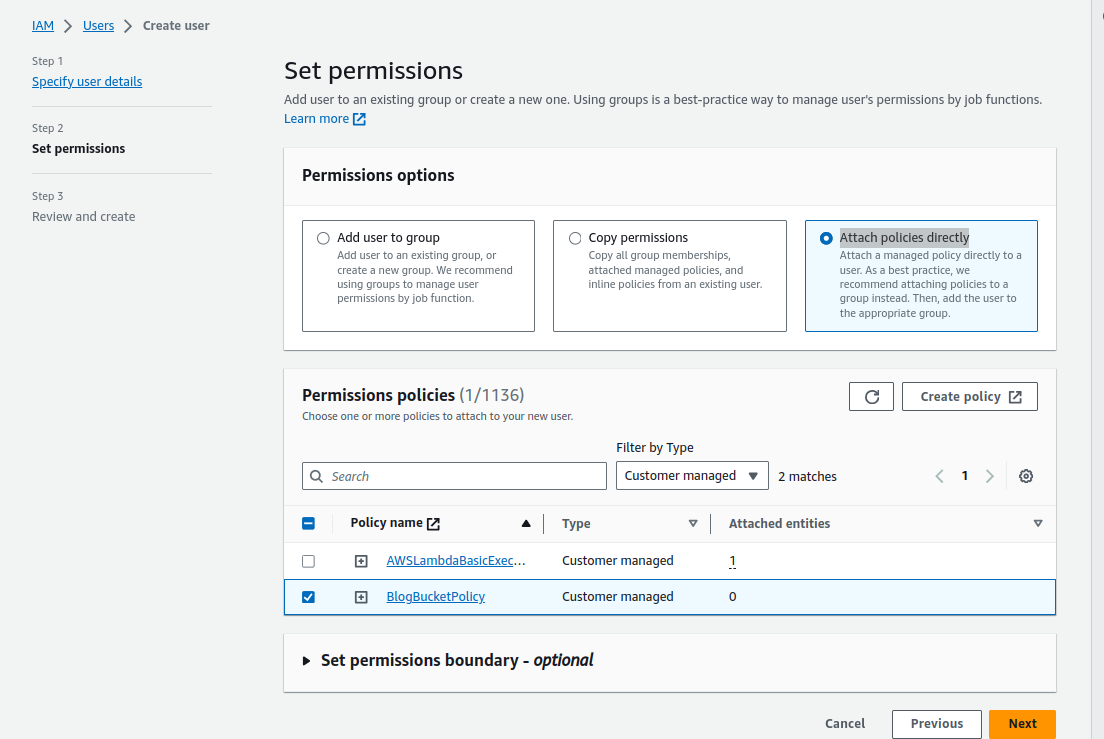 IAM > Users > Create user
Step 1
Specify user details
Step 2
Set permissions
Step 3
Review and create
Set permissions
Add user to an existing group or create a new one. Using groups is a best-practice way to manage user's permissions by job functions.
Learn more
Permissions options
Add user to group
Add user to an existing group, or
create a new group. We recommend
using groups to manage user
permissions by job function.
Copy permissions
Copy all group memberships,
attached managed policies, and
inline policies from an existing user.
Attach policies directly
Attach a managed policy directly to a
user. As a best practice, we
recommend attaching policies to a
group instead. Then, add the user to
the appropriate group.
Permissions policies (1/1136)
Choose one or more policies to attach to your new user.
Create policy
Filter by Type
Search
Customer managed
2 matches
1
Policy name
Type
Attached entities
AWSLambdaBasicExec...
Customer managed
1
BlogBucketPolicy
Customer managed
0
Set permissions boundary - optional
Cancel
Previous
Next